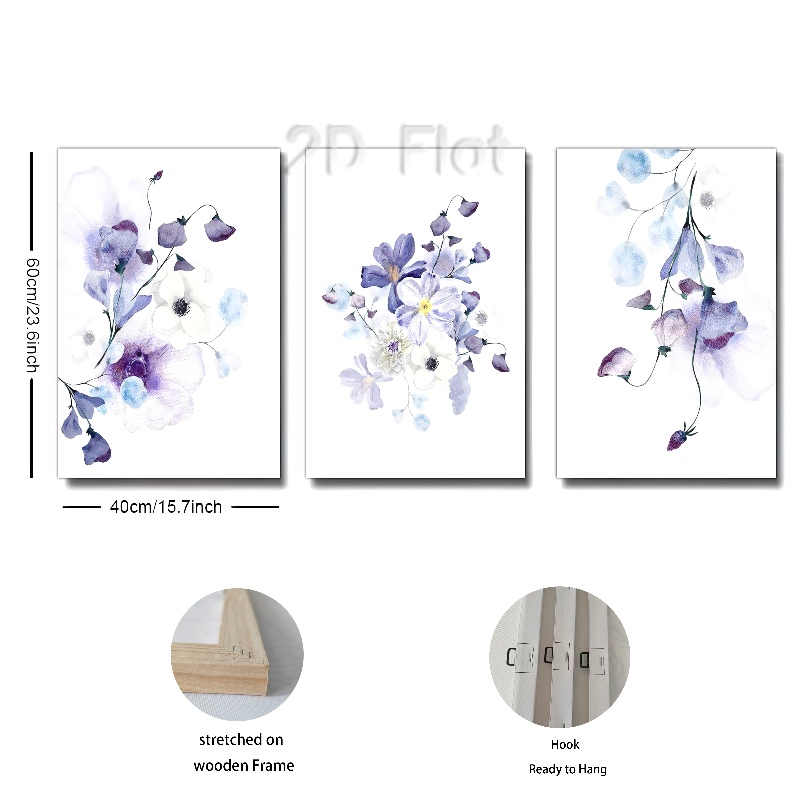 2D Flat
60cm/23.6inch
40cm/15.7inch
stretched on
wooden Frame
Hook
Ready to Hang